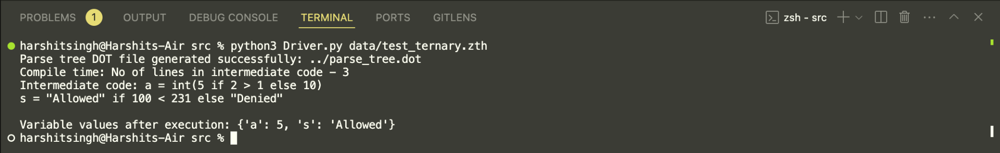 PROBLEMS 1 OUTPUT DEBUG CONSOLE TERMINAL PORTS GITLENS zsh - src
harshitsingh@Harshits-Air src % python3 Driver.py data/test_ternary.zth
Parse tree DOT file generated successfully: ../parse_tree.dot
Compile time: No of lines in intermediate code - 3
Intermediate code: a = int(5 if 2 > 1 else 10)
s = "Allowed" if 100 < 231 else "Denied"
Variable values after execution: {'a': 5, 's': 'Allowed'}
harshitsingh@Harshits-Air src %